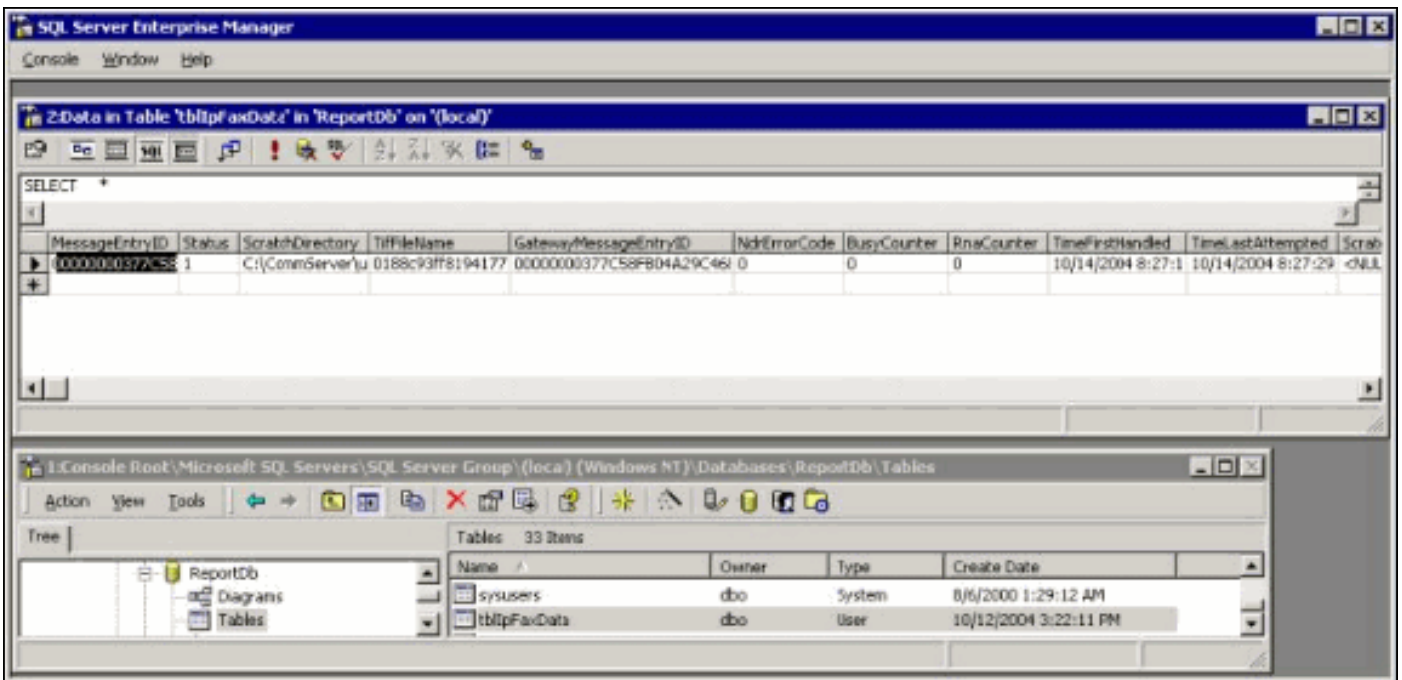 SQL Server Enterprise Manager
Console Window Help
2:Data in Table 'tblIpFaxData' in 'ReportDb' on '(local)'
SELECT *
MessageEntryID Status ScratchDirectory TiffFileName GatewayMessageEntryID NdrErrorCode BusyCounter RnaCounter TimeFirstHandled TimeLastAttempted Scrab
00000000377C58 1 C:\CommServer\u 0188c93ff8194177 00000000377C58FB04A29C46 0 0 0 10/14/2004 8:27:1 10/14/2004 8:27:29 <NUL
1:Console Root\Microsoft SQL Servers\SQL Server Group\(local) (Windows NT)\Databases\ReportDb\Tables
Action View Tools
Tree
Tables 33 Items
Name Owner Type Create Date
ReportDb
Diagrams
Tables
sysusers dbo System 8/6/2000 1:29:12 AM
tblIpFaxData dbo User 10/12/2004 3:22:11 PM